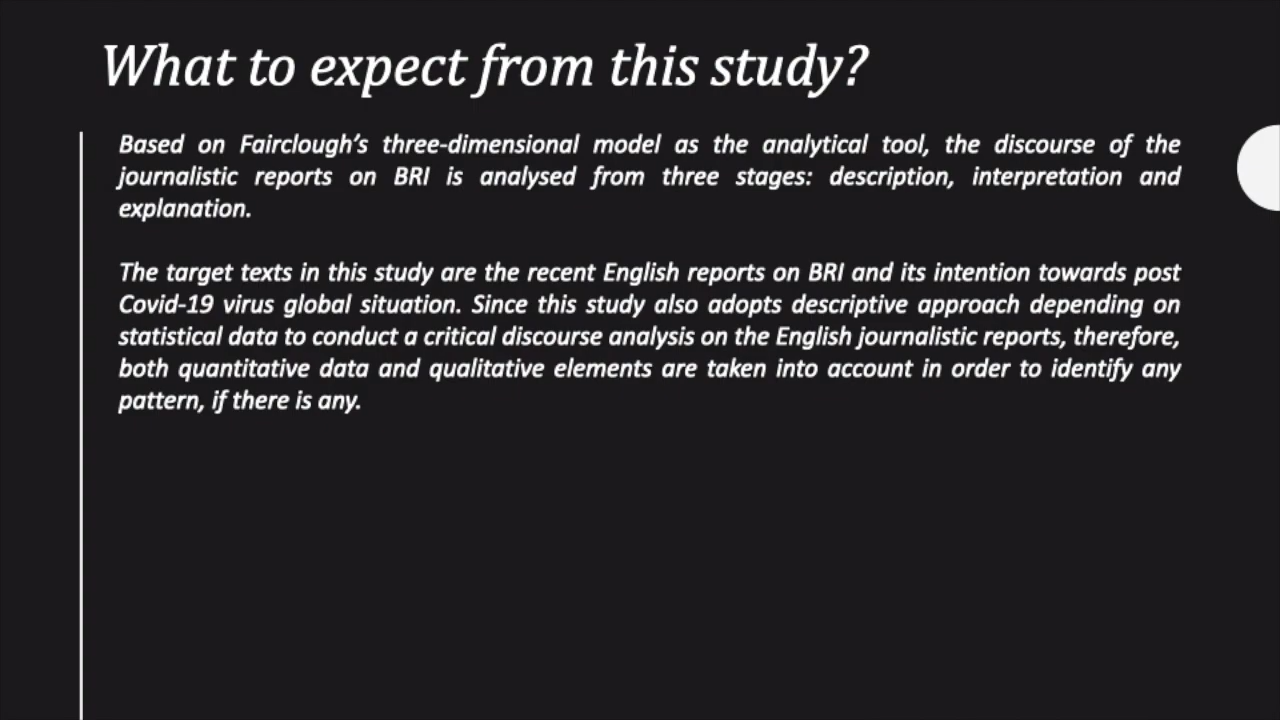 What to expect from this study?
Based on Fairclough's three-dimensional model as the analytical tool, the discourse of the
journalistic reports on BRI is analysed from three stages: description, interpretation and
explanation.
The target texts in this study are the recent English reports on BRI and its intention towards post
Covid-19 virus global situation. Since this study also adopts descriptive approach depending on
statistical data to conduct a critical discourse analysis on the English journalistic reports, therefore,
both quantitative data and qualitative elements are taken into account in order to identify any
pattern, if there is any.